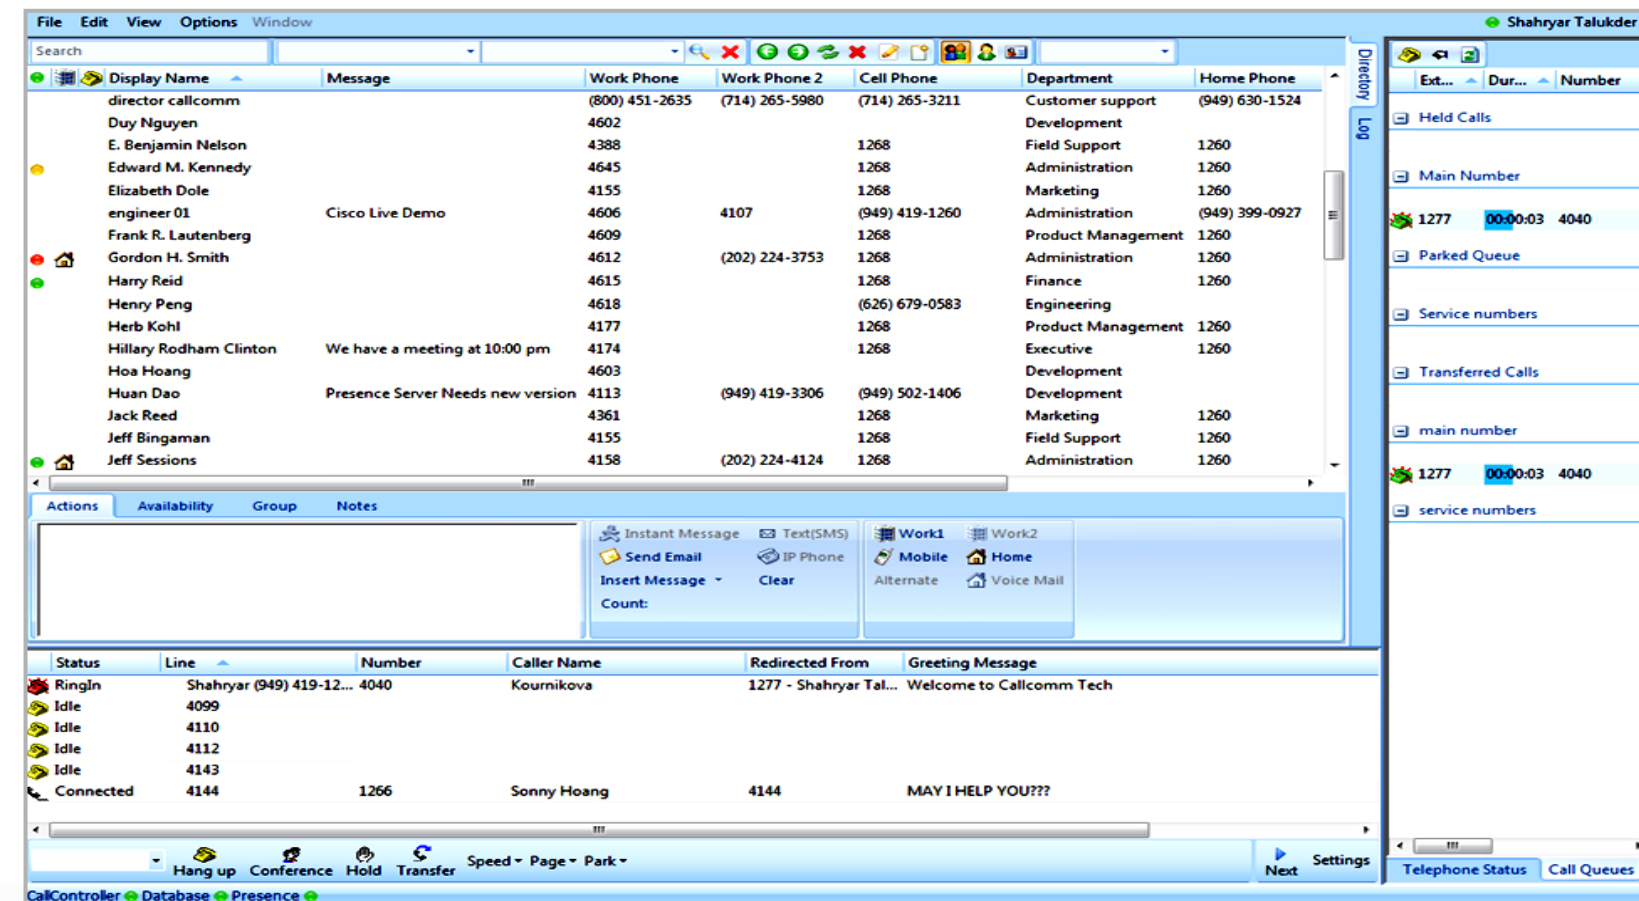 File Edit View Options Window Shahryar Talukder
Search
Display Name Message Work Phone Work Phone 2 Cell Phone Department Home Phone
director callcomm (800) 451-2635 (714) 265-5980 (714) 265-3211 Customer support (949) 630-1524
Duy Nguyen 4602 Development
E. Benjamin Nelson 4388 1268 Field Support 1260
Edward M. Kennedy 4645 1268 Administration 1260
Elizabeth Dole 4155 1268 Marketing 1260
engineer 01 Cisco Live Demo 4606 4107 (949) 419-1260 Administration (949) 399-0927
Frank R. Lautenberg 4609 1268 Product Management 1260
Gordon H. Smith 4612 (202) 224-3753 1268 Administration 1260
Harry Reid 4615 1268 Finance 1260
Henry Peng 4618 (626) 679-0583 Engineering
Herb Kohl 4177 1268 Product Management 1260
Hillary Rodham Clinton We have a meeting at 10:00 pm 4174 1268 Executive 1260
Hoa Hoang 4603 Development
Huan Dao Presence Server Needs new version 4113 (949) 419-3306 (949) 502-1406 Development
Jack Reed 4361 1268 Marketing 1260
Jeff Bingaman 4155 1268 Field Support 1260
Jeff Sessions 4158 (202) 224-4124 1268 Administration 1260
Directory
Log
Actions Availability Group Notes
Instant Message Text(SMS) Work1 Work2
Send Email IP Phone Mobile Home
Insert Message Clear Alternate Voice Mail
Count:
Status Line Number Caller Name Redirected From Greeting Message
RingIn Shahryar (949) 419-12... 4040 Kournikova 1277 - Shahryar Tal... Welcome to Callcomm Tech
Idle 4099
Idle 4110
Idle 4112
Idle 4143
Connected 4144 1266 Sonny Hoang 4144 MAY I HELP YOU???
Hang up Conference Hold Transfer Speed Page Park Next Settings
CallController Database Presence
Ext... Dur... Number
Held Calls
Main Number
1277 00:00:03 4040
Parked Queue
Service numbers
Transferred Calls
main number
1277 00:00:03 4040
service numbers
Telephone Status Call Queues